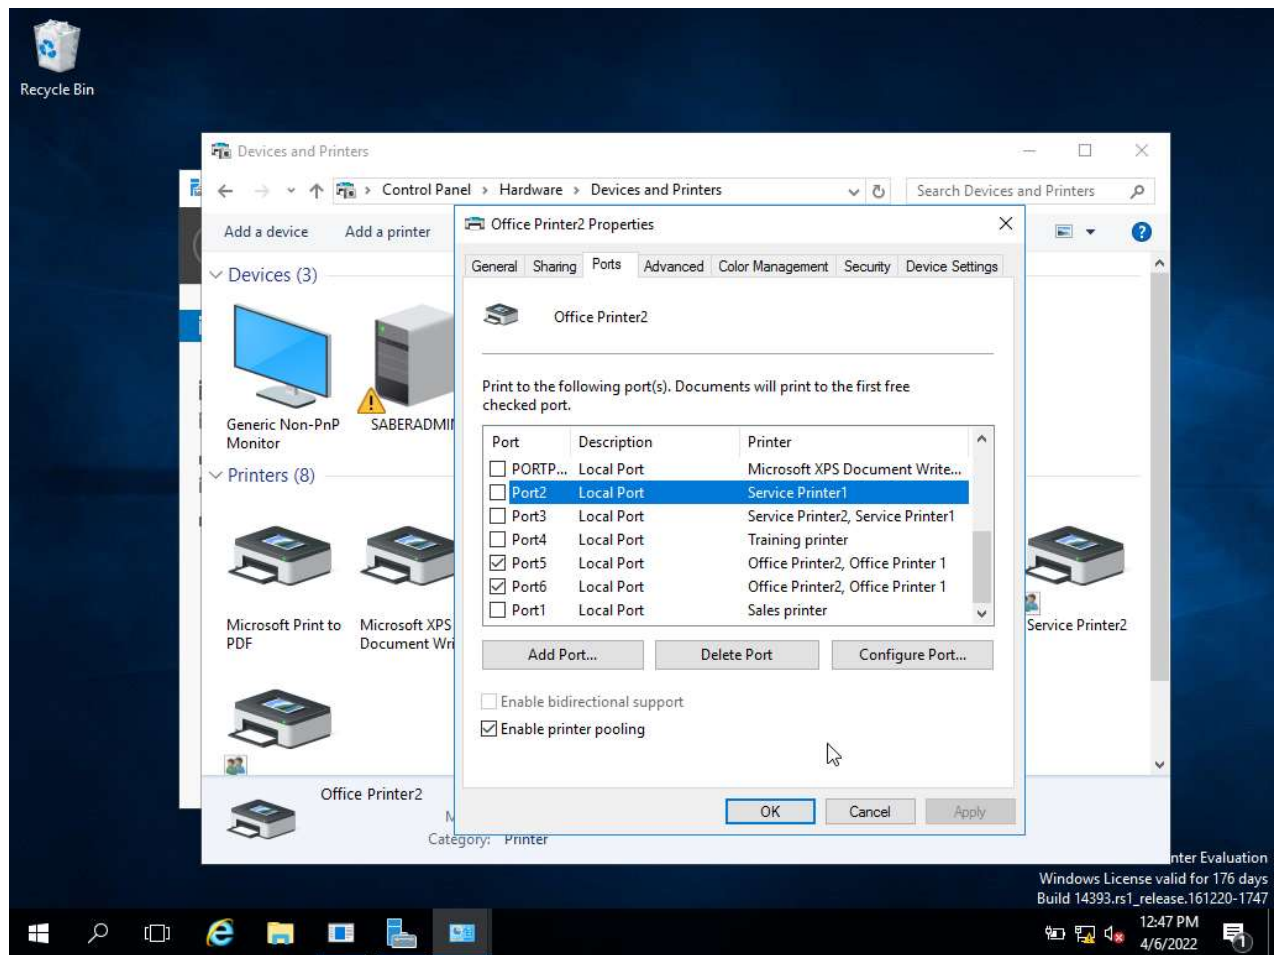 Recycle Bin
Devices and Printers
Control Panel > Hardware > Devices and Printers
Search Devices and Printers
Add a device
Add a printer
Office Printer2 Properties
General Sharing Ports Advanced Color Management Security Device Settings
Office Printer2
Print to the following port(s). Documents will print to the first free
checked port.
Port Description Printer
PORTP... Local Port Microsoft XPS Document Write...
Port2 Local Port Service Printer1
Port3 Local Port Service Printer2, Service Printer1
Port4 Local Port Training printer
Port5 Local Port Office Printer2, Office Printer 1
Port6 Local Port Office Printer2, Office Printer 1
Port1 Local Port Sales printer
Add Port... Delete Port Configure Port...
Enable bidirectional support
Enable printer pooling
OK Cancel Apply
Devices (3)
Generic Non-PnP
Monitor
SABERADMI
Printers (8)
Microsoft Print to
PDF
Microsoft XPS
Document Wri
Service Printer2
Office Printer2
Category: Printer
nter Evaluation
Windows License valid for 176 days
Build 14393.rs1_release.161220-1747
12:47 PM
4/6/2022
1